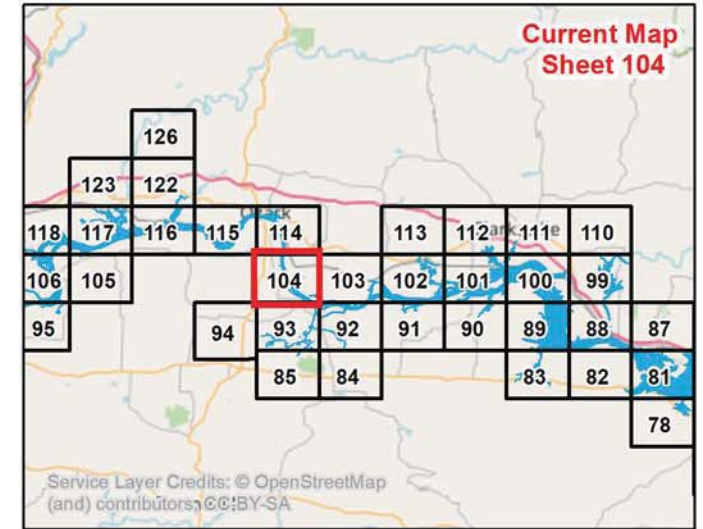 Current Map
Sheet 104
126
123 122
118 117 116 115 114 113 112 111 110
106 105 104 103 102 101 100 99
95 94 93 92 91 90 89 88 87
85 84 83 82 81
78
Service Layer Credits: © OpenStreetMap
(and) contributors, CC-BY-SA